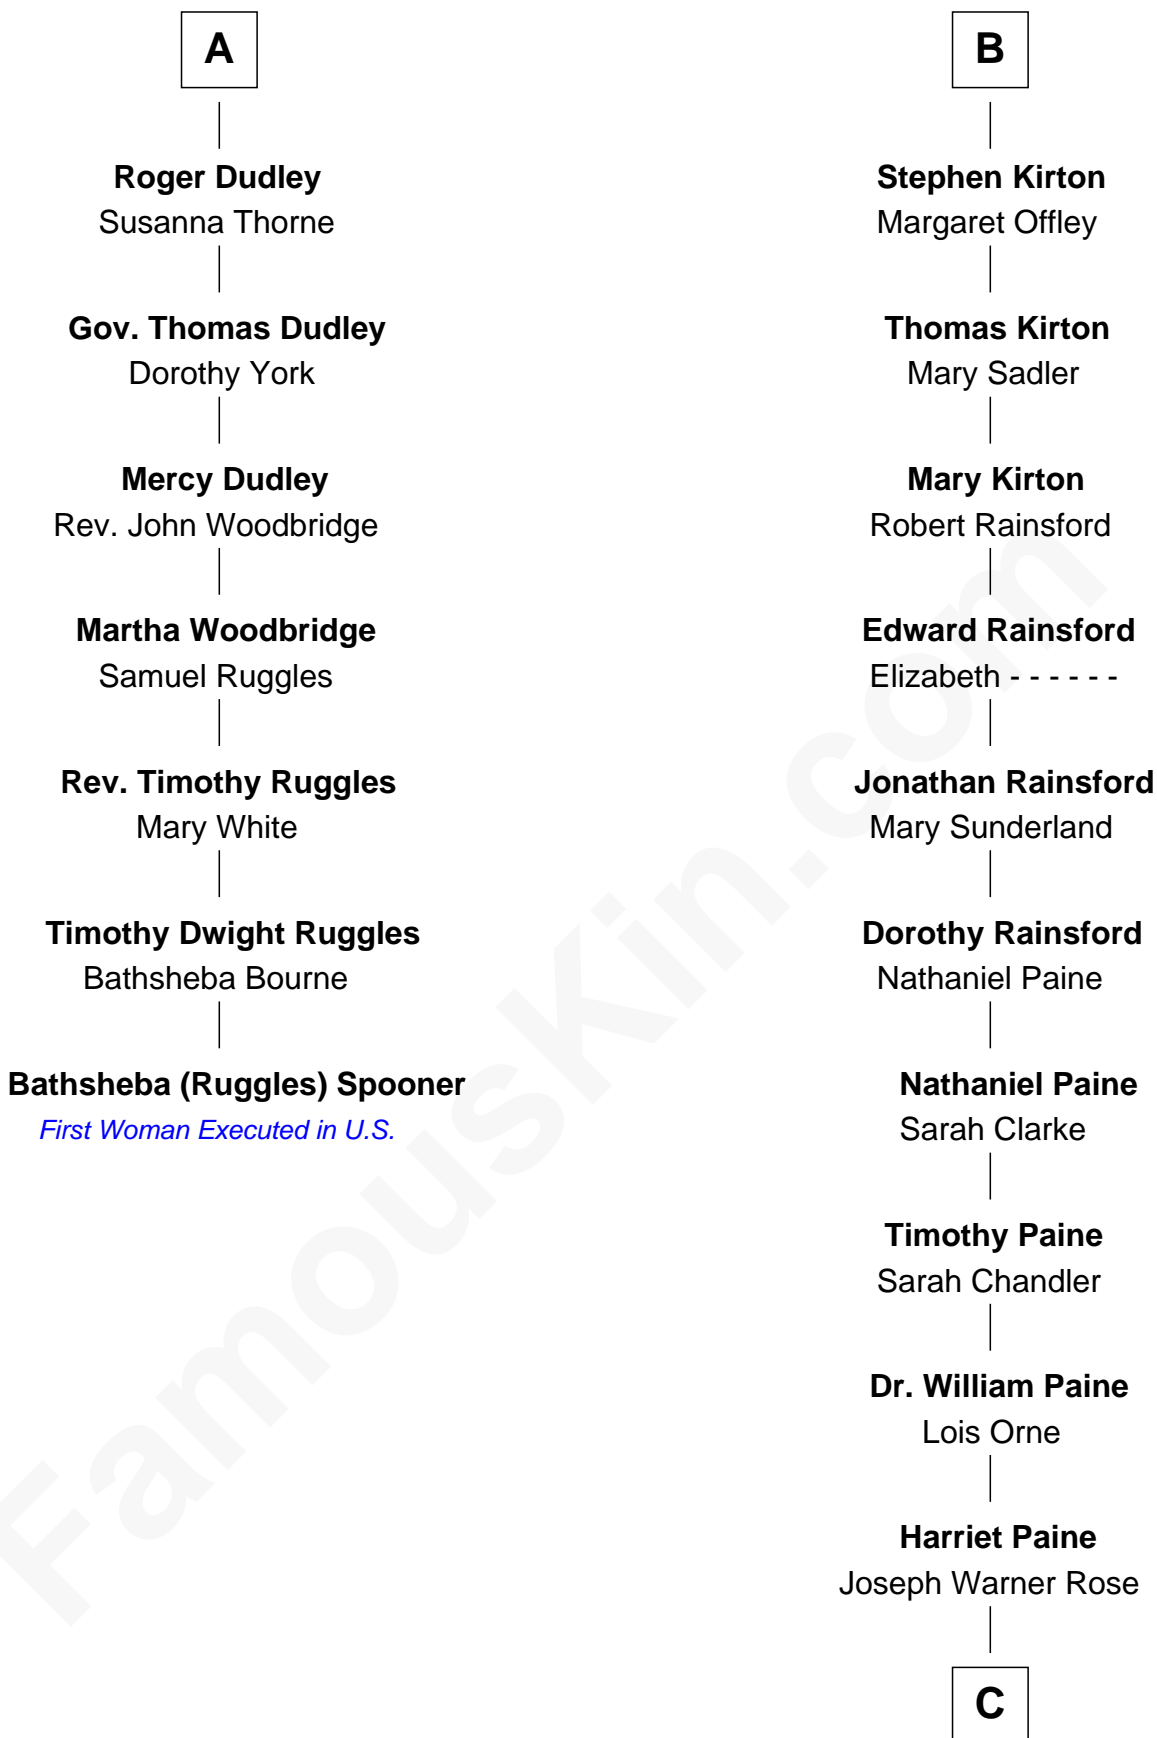 A
Roger Dudley
Susanna Thorne
Gov. Thomas Dudley
Dorothy York
Mercy Dudley
Rev. John Woodbridge
Martha Woodbridge
Samuel Ruggles
Rev. Timothy Ruggles
Mary White
Timothy Dwight Ruggles
Bathsheba Bourne
Bathsheba (Ruggles) Spooner
First Woman Executed in U.S.
B
Stephen Kirton
Margaret Offley
Thomas Kirton
Mary Sadler
Mary Kirton
Robert Rainsford
Edward Rainsford
Elizabeth - - - - - -
Jonathan Rainsford
Mary Sunderland
Dorothy Rainsford
Nathaniel Paine
Nathaniel Paine
Sarah Clarke
Timothy Paine
Sarah Chandler
Dr. William Paine
Lois Orne
Harriet Paine
Joseph Warner Rose
C
FamousKin.com